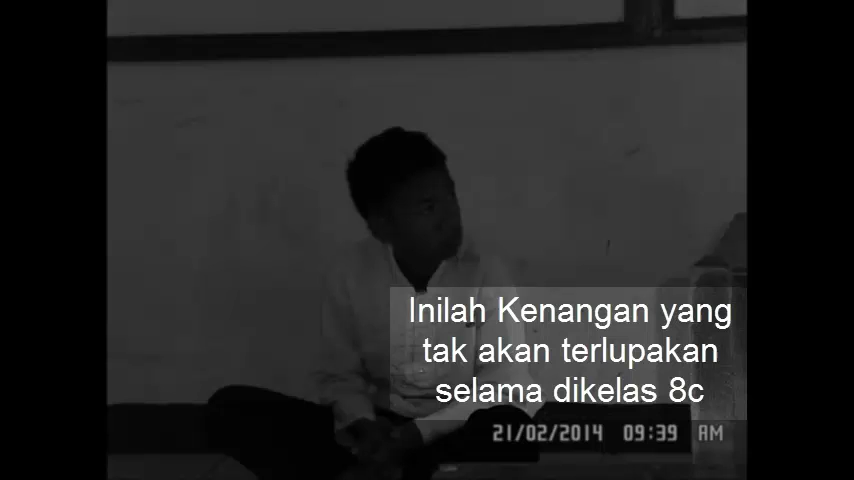 Inilah Kenangan yang
tak akan terlupakan
selama dikelas 8c
21/02/2014 09:39 AM